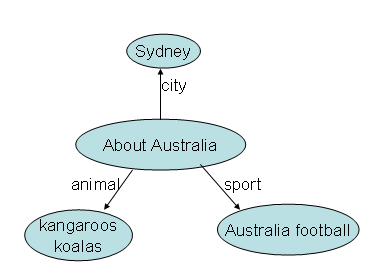 Sydney
city
About Australia
animal
sport
kangaroos
koalas
Australia football